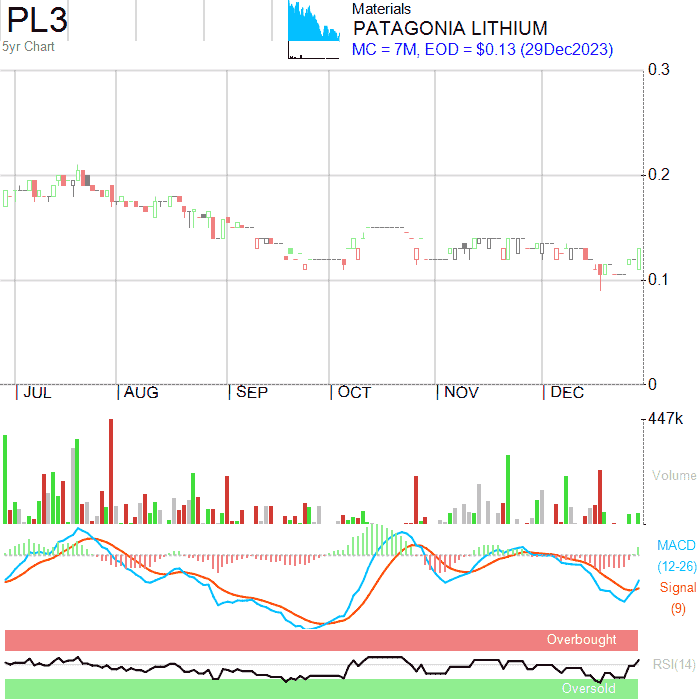 PL3
5yr Chart
Materials
PATAGONIA LITHIUM
MC = 7M, EOD = $0.13 (29Dec2023)
0.3
0.2
0.1
0
JUL AUG SEP OCT NOV DEC
447k
Volume
MACD
(12-26)
Signal
(9)
Overbought
RSI(14)
Oversold